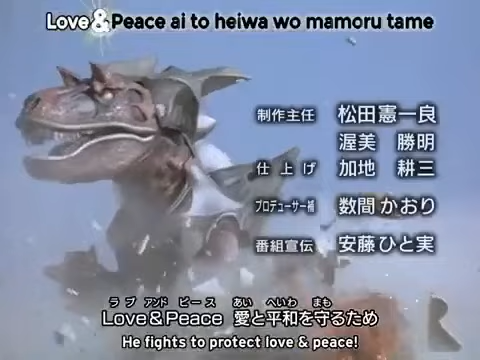 Love&Peace ai to heiwa wo mamoru tame
制作主任 松田憲一良
渥美 勝明
仕上げ 加地 耕三
プロデューサー補 数間かおり
番組宣伝 安藤ひと実
ラブ アンド ピース あい へいわ まも
Love&Peace 愛と平和を守るため
He fights to protect love & peace!
R